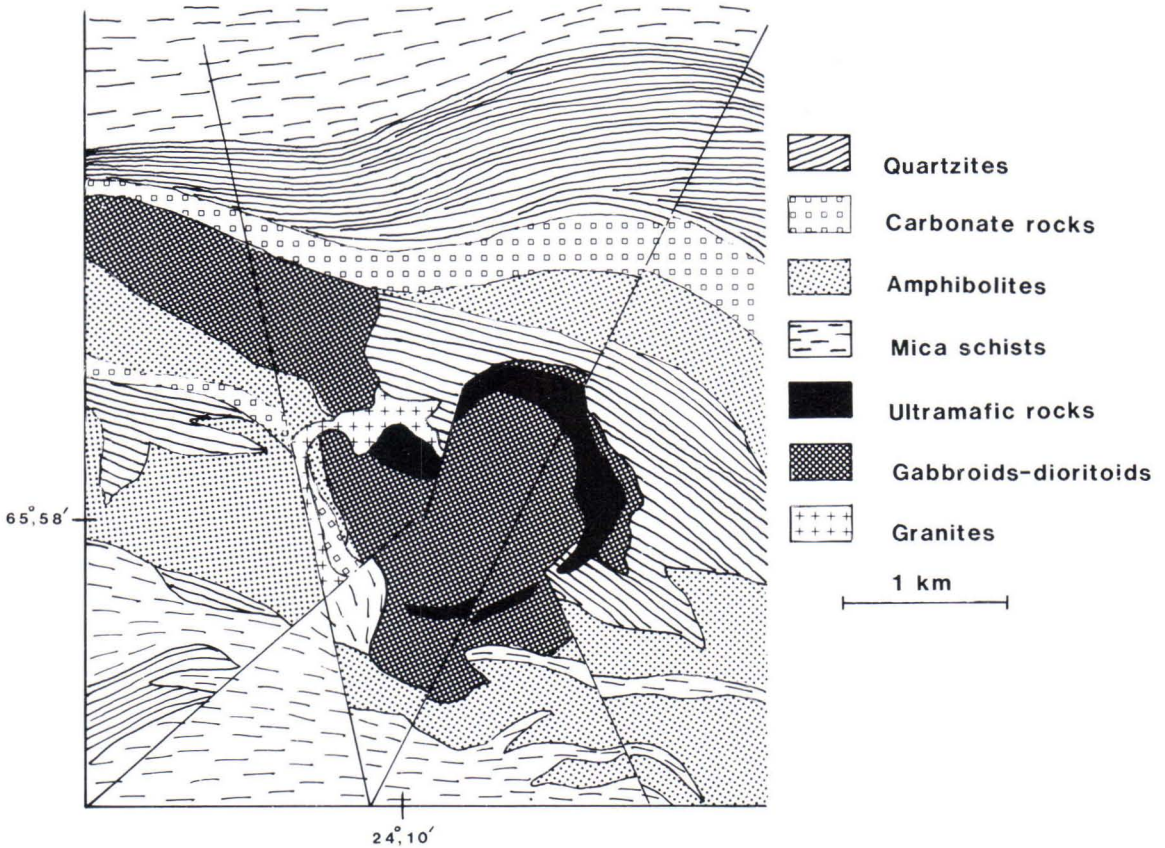 Quartzites
Carbonate rocks
Amphibolites
Mica schists
Ultramafic rocks
Gabbroids-dioritoids
Granites
1 km
65°,58′
24°,10′